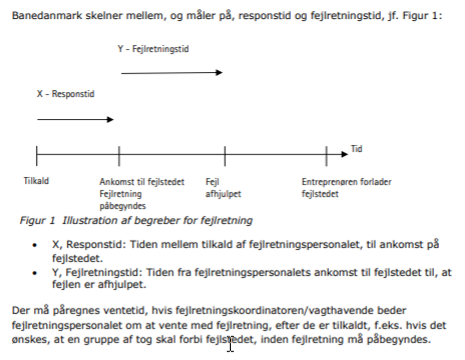 Banedanmark skelner mellem, og måler på, responstid og fejlretningstid, jf. Figur 1:
Y - Fejlretningstid
X - Responstid
Tid
Tilkald
Ankomst til fejlstedet
Fejlretning
påbegyndes
Fejl
afhjulpet
Entreprenøren forlader
fejlstedet
Figur 1 Illustration af begreber for fejlretning
• X, Responstid: Tiden mellem tilkald af fejlretningspersonalet, til ankomst på
fejlstedet.
• Y, Fejlretningstid: Tiden fra fejlretningspersonalets ankomst til fejlstedet til, at
fejlen er afhjulpet.
Der må påregnes ventetid, hvis fejlretningskoordinatoren/vagthavende beder
fejlretningspersonalet om at vente med fejlretning, efter de er tilkaldt, f.eks. hvis det
ønskes, at en gruppe af tog skal forbi fejlstedet, inden fejlretning må påbegyndes.